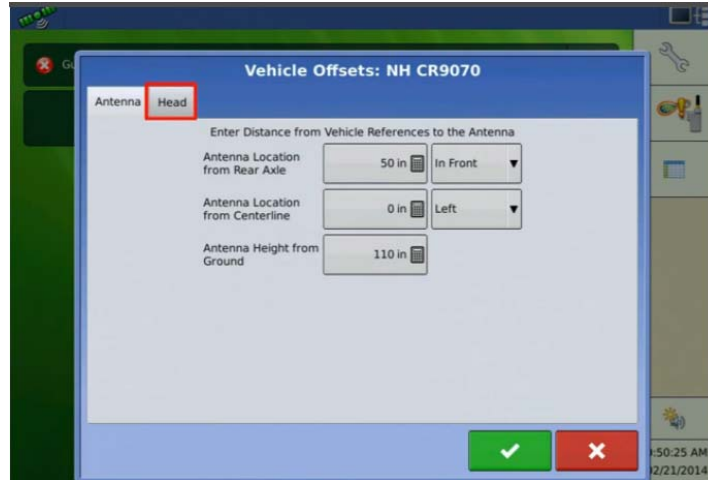 Gu
Vehicle Offsets: NH CR9070
Antenna Head
Enter Distance from Vehicle References to the Antenna
Antenna Location
from Rear Axle
50 in In Front
Antenna Location
from Centerline
0 in Left
Antenna Height from
Ground
110 in
:50:25 AM
02/21/2014